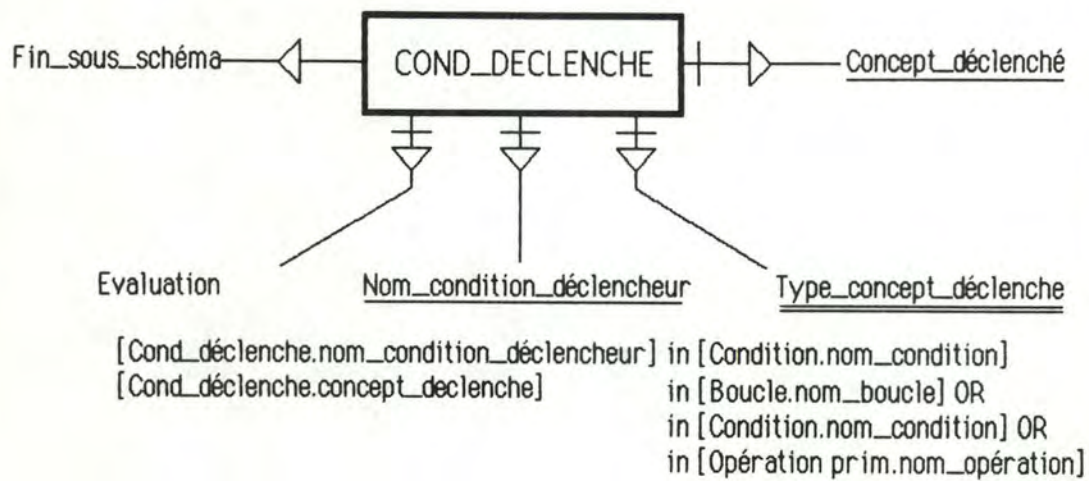 Fin_sous_schéma COND_DECLENCHE Concept_déclenché
Evaluation Nom_condition_déclencheur Type_concept_déclenche
[Cond_déclenche.nom_condition_déclencheur] in [Condition.nom_condition]
[Cond_déclenche.concept_declenche] in [Boucle.nom_boucle] OR
in [Condition.nom_condition] OR
in [Opération prim.nom_opération]